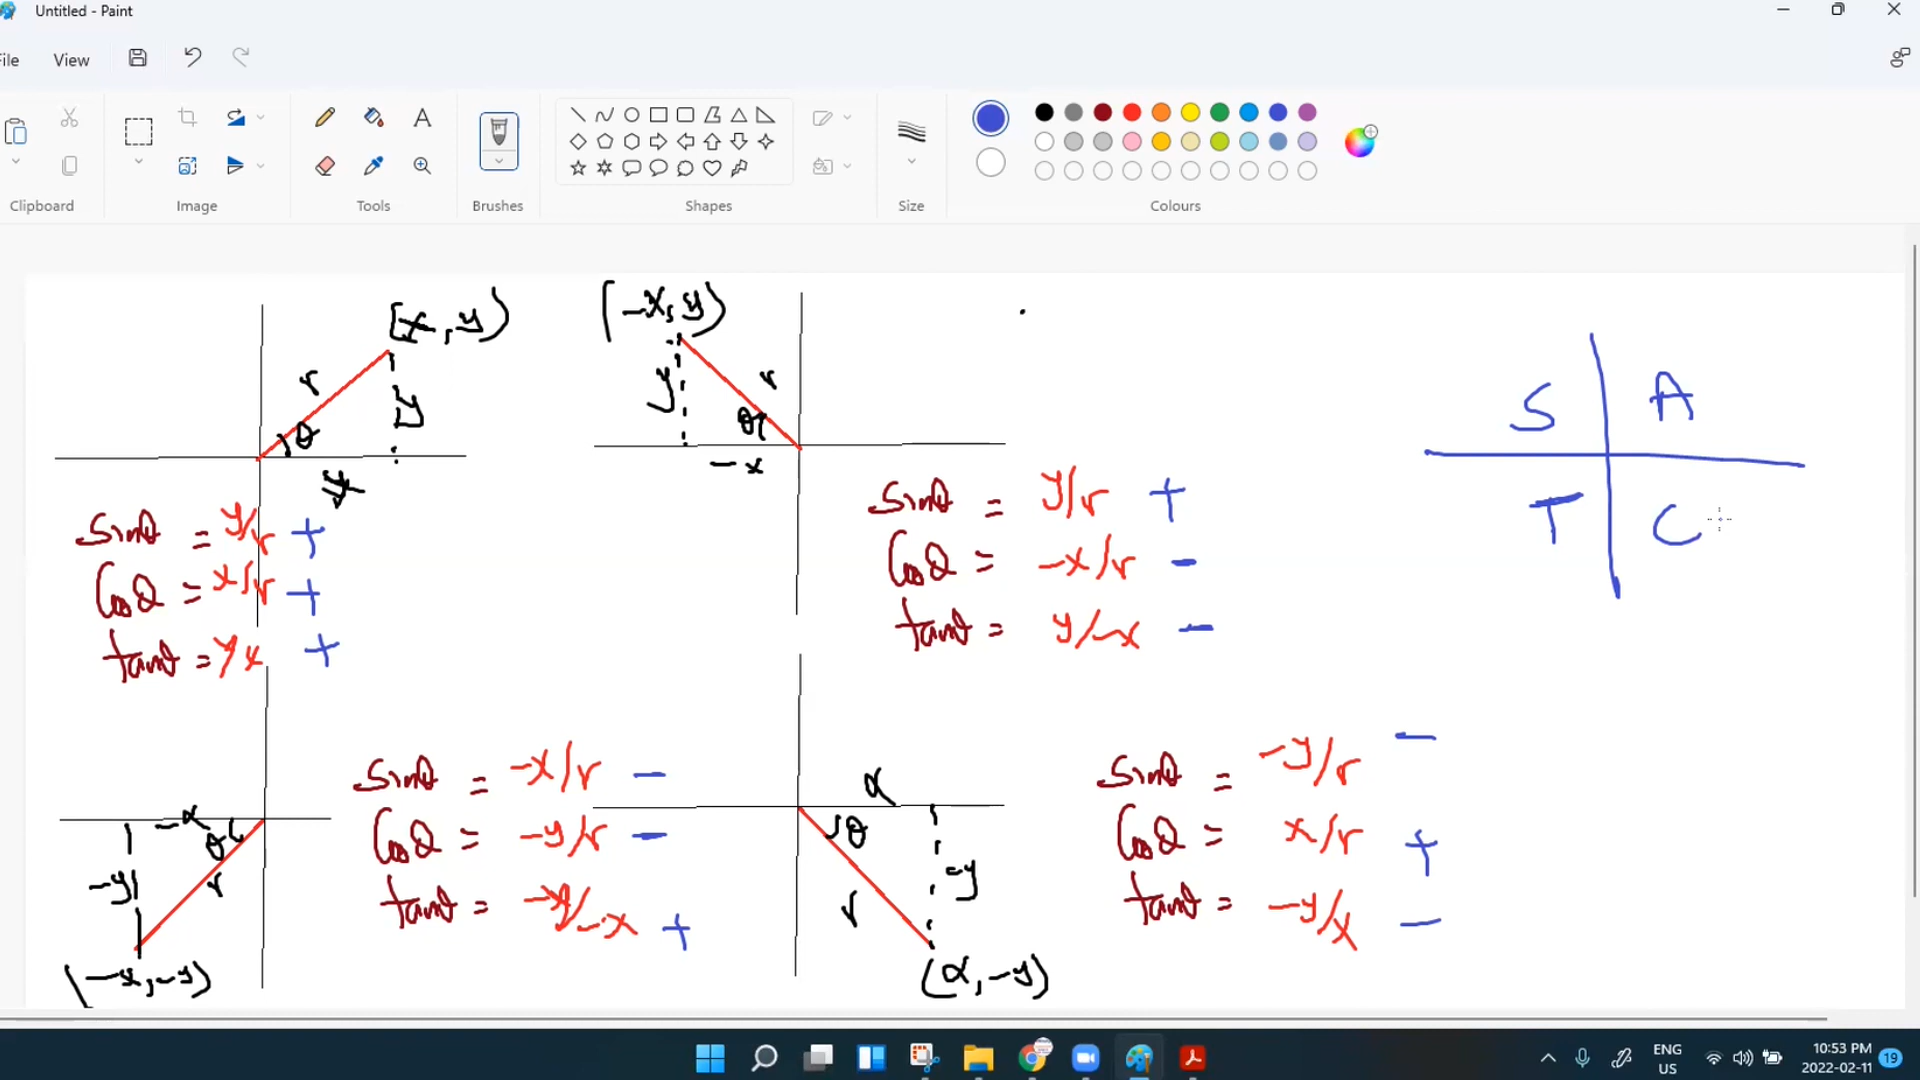 Untitled - Paint
File View
Clipboard Image Tools Brushes Shapes Size Colours
(x, y)
r
y
θ
sinθ = y/r +
Cosθ = x/r +
tanθ = y/x +
(-x, y)
y
r
θ
-x
sinθ = y/r +
Cosθ = -x/r -
tanθ = y/-x -
S A
T C
-x
θ
-y
r
(-x, -y)
sinθ = -x/r -
Cosθ = -y/r -
tanθ = -y/-x +
x
θ
-y
r
(x, -y)
sinθ = -y/r -
Cosθ = x/r +
tanθ = -y/x -
ENG
US
10:53 PM
2022-02-11
19